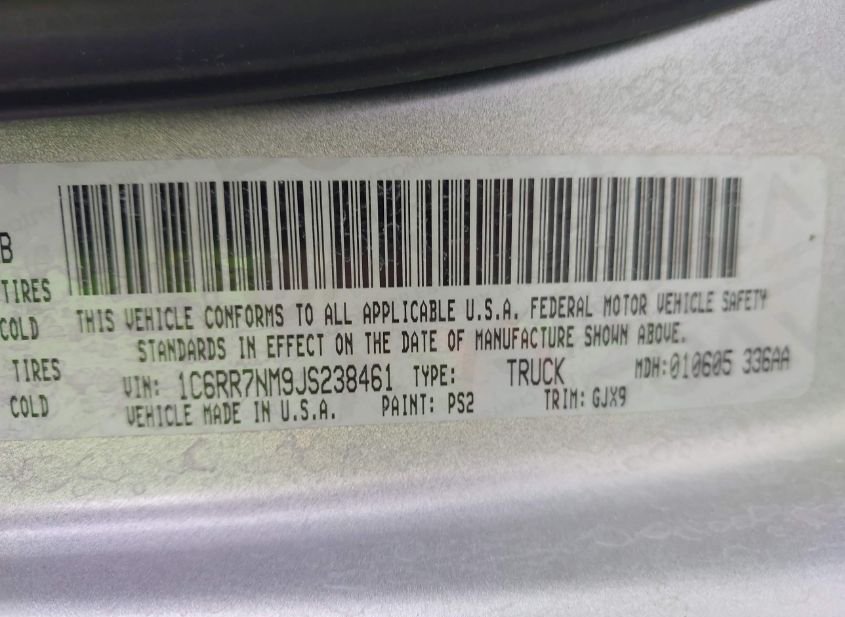 B
TIRES
COLD
THIS VEHICLE CONFORMS TO ALL APPLICABLE U.S.A. FEDERAL MOTOR VEHICLE SAFETY
STANDARDS IN EFFECT ON THE DATE OF MANUFACTURE SHOWN ABOVE.
TIRES
VIN: 1C6RR7NM9JS238461 TYPE: TRUCK MDH:010605 336AA
COLD
VEHICLE MADE IN U.S.A. PAINT: PS2 TRIM: GJX9